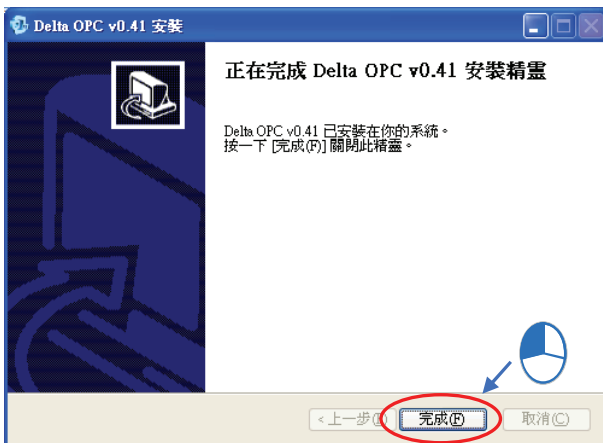 Delta OPC v0.41 安裝
正在完成 Delta OPC v0.41 安裝精靈
Delta OPC v0.41 已安裝在你的系統。
按一下 [完成(F)] 關閉此精靈。
<上一步 完成(F) 取消(C)